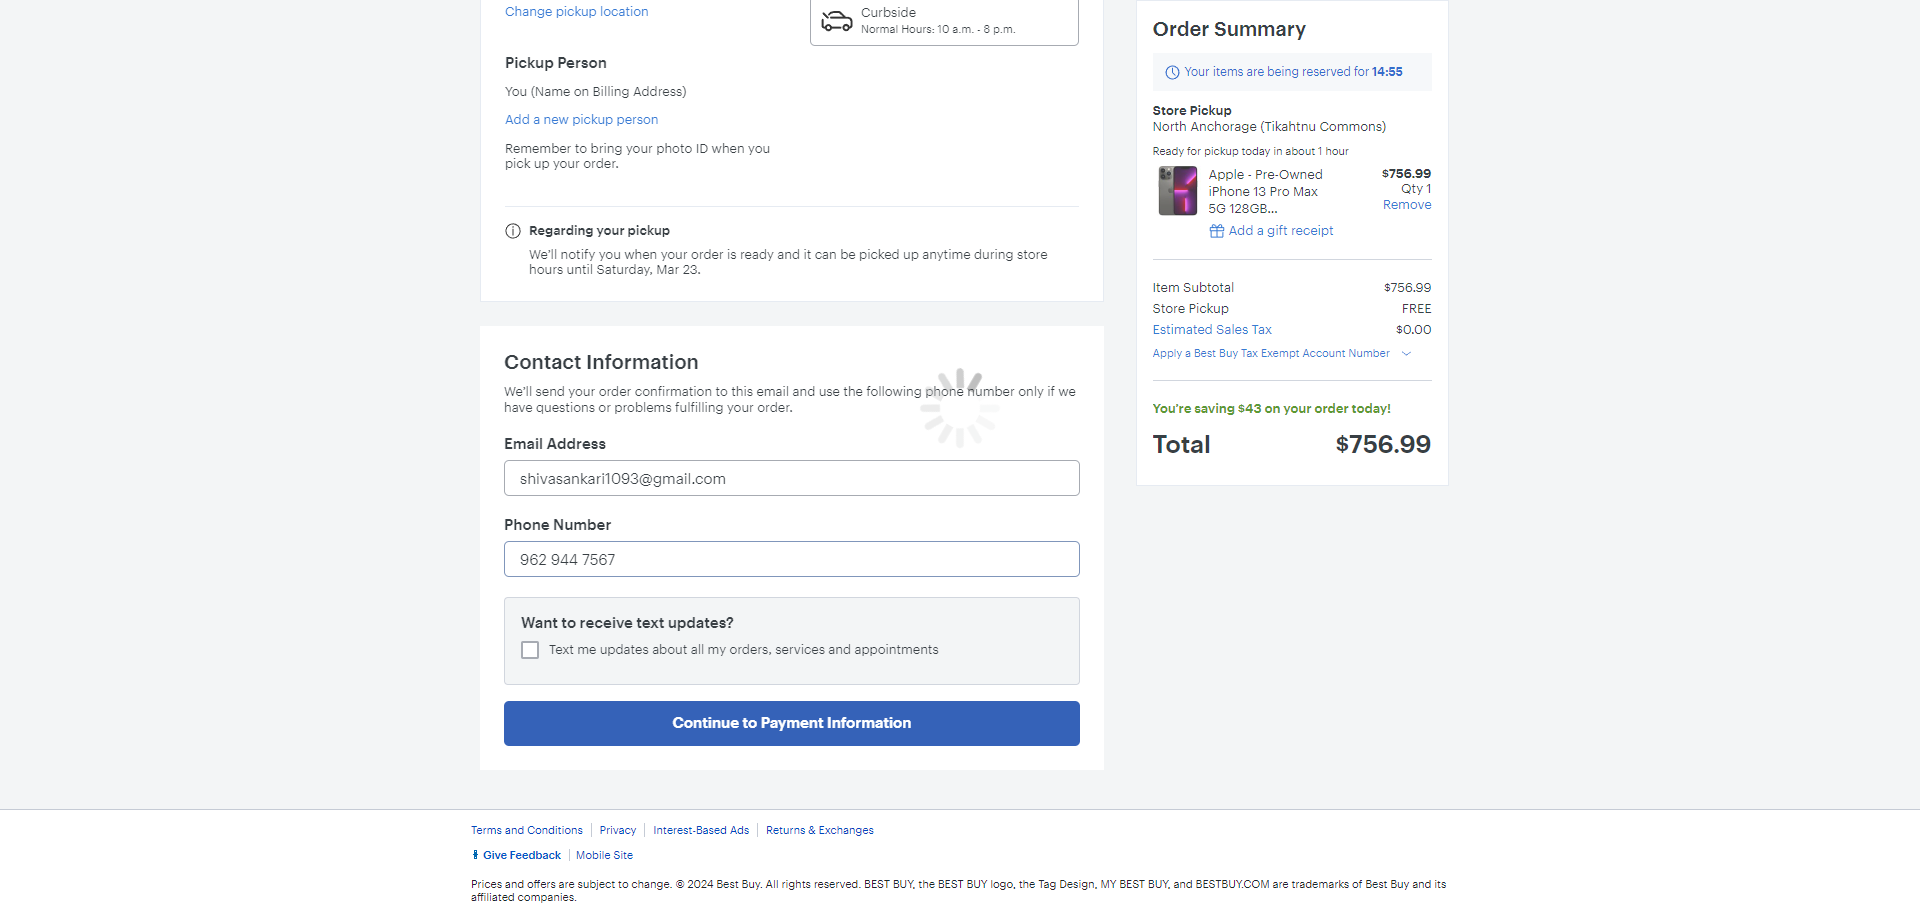 Change pickup location
Curbside
Normal Hours: 10 a.m. - 8 p.m.
Pickup Person
You (Name on Billing Address)
Add a new pickup person
Remember to bring your photo ID when you
pick up your order.
Regarding your pickup
We'll notify you when your order is ready and it can be picked up anytime during store
hours until Saturday, Mar 23.
Contact Information
We'll send your order confirmation to this email and use the following phone number only if we
have questions or problems fulfilling your order.
Email Address
shivasankari1093@gmail.com
Phone Number
962 944 7567
Want to receive text updates?
Text me updates about all my orders, services and appointments
Continue to Payment Information
Order Summary
Your items are being reserved for 14:55
Store Pickup
North Anchorage (Tikahtnu Commons)
Ready for pickup today in about 1 hour
Apple - Pre-Owned $756.99
iPhone 13 Pro Max Qty 1
5G 128GB... Remove
Add a gift receipt
Item Subtotal $756.99
Store Pickup FREE
Estimated Sales Tax $0.00
Apply a Best Buy Tax Exempt Account Number
You're saving $43 on your order today!
Total $756.99
Terms and Conditions Privacy Interest-Based Ads Returns & Exchanges
Give Feedback Mobile Site
Prices and offers are subject to change. © 2024 Best Buy. All rights reserved. BEST BUY, the BEST BUY logo, the Tag Design, MY BEST BUY, and BESTBUY.COM are trademarks of Best Buy and its
affiliated companies.